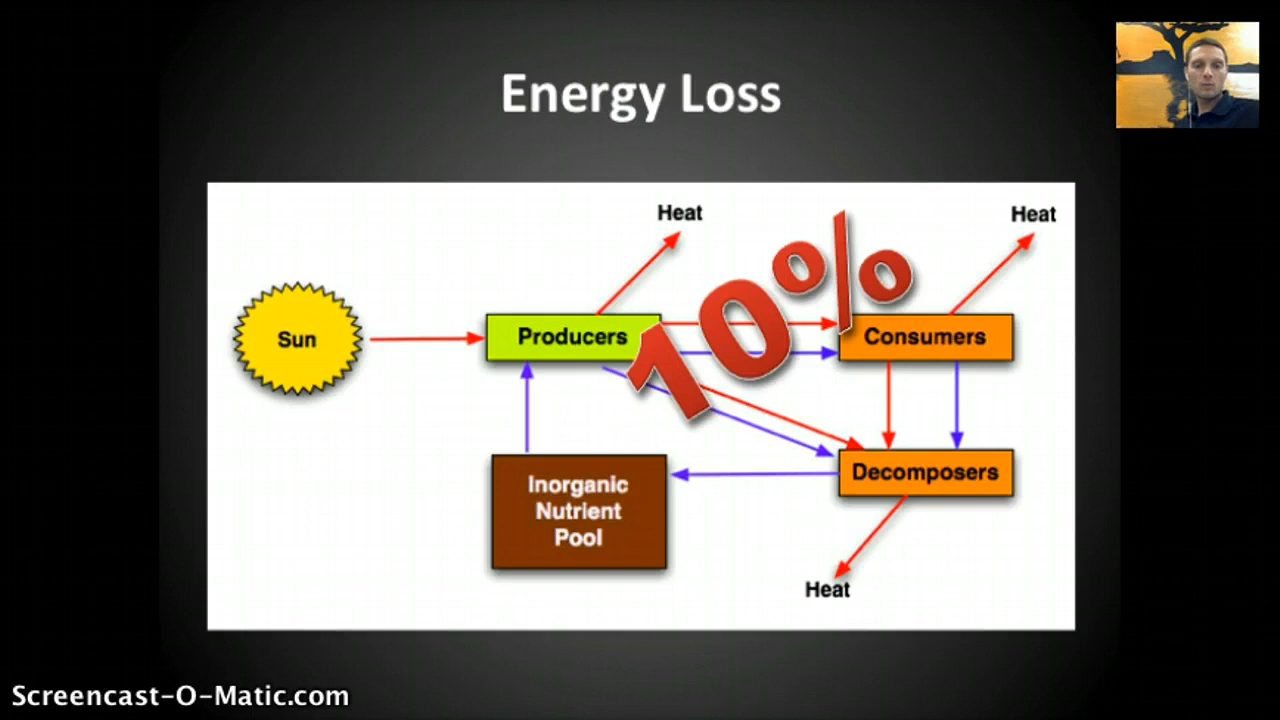 Energy Loss
Heat
Heat
10%
Sun
Producers
Consumers
Inorganic
Nutrient
Pool
Decomposers
Heat
Screencast-O-Matic.com